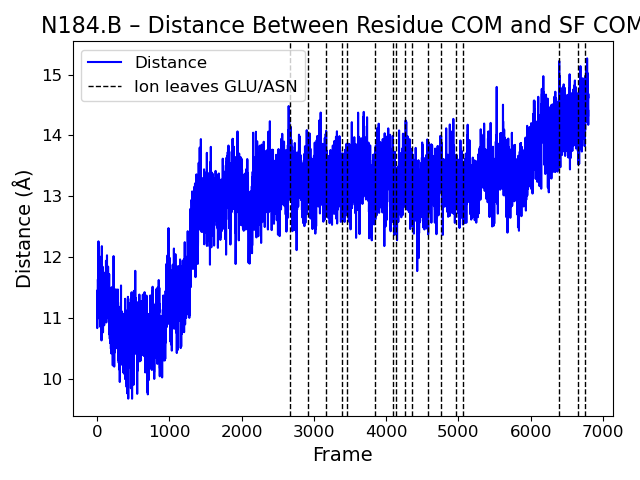 N184.B – Distance Between Residue COM and SF COM
Distance
Ion leaves GLU/ASN
15
14
13
12
11
10
Distance (Å)
0 1000 2000 3000 4000 5000 6000 7000
Frame